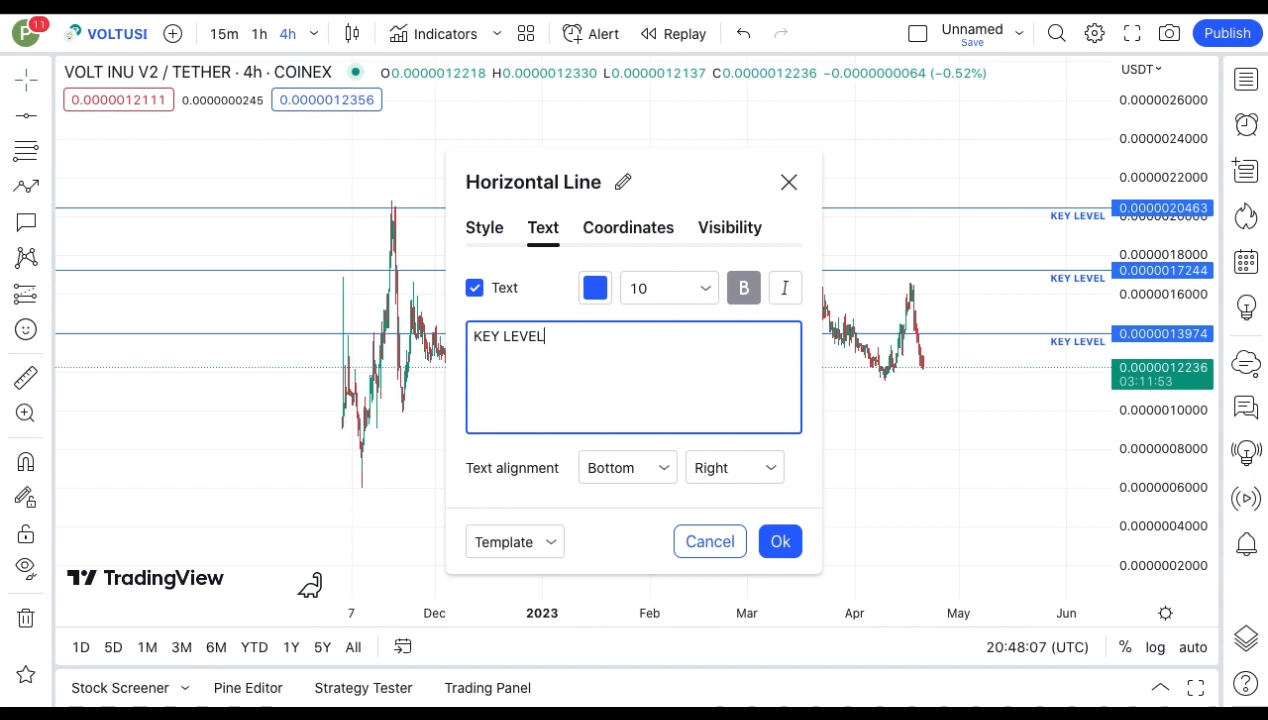 P 11 VOLTUSI 15m 1h 4h Indicators Alert Replay Unnamed Save Publish
VOLT INU V2 / TETHER · 4h · COINEX O0.0000012218 H0.0000012330 L0.0000012137 C0.0000012236 −0.0000000064 (−0.52%) USDT
0.0000012111 0.0000000245 0.0000012356 0.0000026000
0.0000024000
0.0000022000
0.0000020463
KEY LEVEL 0.0000020000
0.0000018000
0.0000017244
KEY LEVEL
0.0000016000
0.0000013974
KEY LEVEL
0.0000012236
03:11:53
0.0000010000
0.0000008000
0.0000006000
0.0000004000
0.0000002000
Horizontal Line
Style Text Coordinates Visibility
Text 10 B I
KEY LEVEL
Text alignment Bottom Right
Template Cancel Ok
TradingView
7 Dec 2023 Feb Mar Apr May Jun
1D 5D 1M 3M 6M YTD 1Y 5Y All 20:48:07 (UTC) % log auto
Stock Screener Pine Editor Strategy Tester Trading Panel